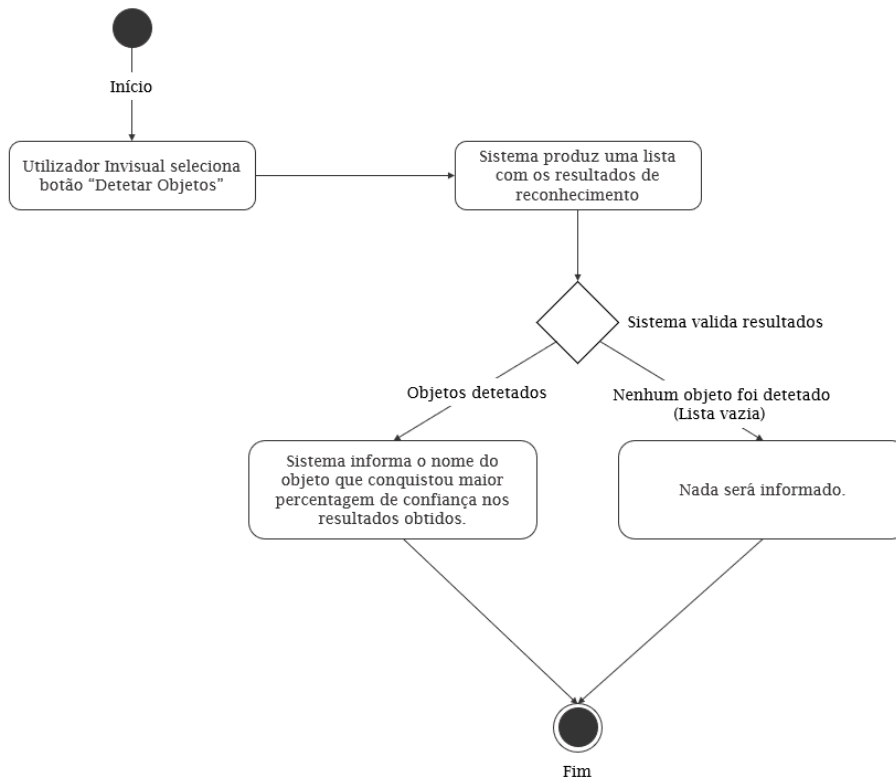 Início
Utilizador Invisual seleciona
botão “Detetar Objetos”
Sistema produz uma lista
com os resultados de
reconhecimento
Sistema valida resultados
Objetos detetados
Nenhum objeto foi detetado
(Lista vazia)
Sistema informa o nome do
objeto que conquistou maior
percentagem de confiança nos
resultados obtidos.
Nada será informado.
Fim